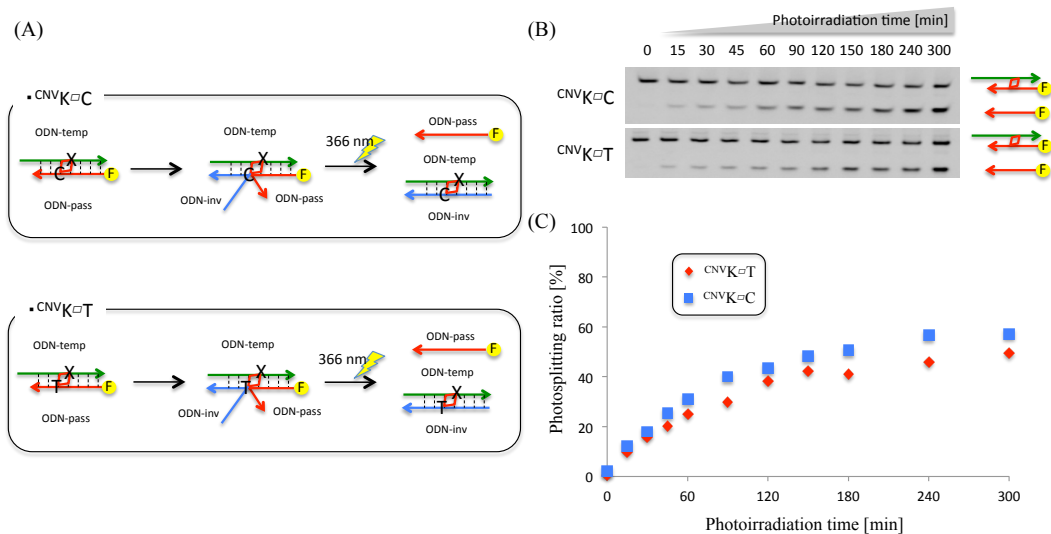 (A)
· CNVK▱C
ODN-temp
X
C
F
ODN-pass
ODN-temp
X
C
F
ODN-inv
ODN-pass
366 nm
ODN-pass
F
ODN-temp
X
C
ODN-inv
· CNVK▱T
ODN-temp
X
T
F
ODN-pass
ODN-temp
X
T
F
ODN-inv
ODN-pass
366 nm
ODN-pass
F
ODN-temp
X
T
ODN-inv
(B)
Photoirradiation time [min]
0 15 30 45 60 90 120 150 180 240 300
CNVK▱C
F
F
CNVK▱T
F
F
(C)
Photosplitting ratio [%]
100
80
60
40
20
0
CNVK▱T
CNVK▱C
0 60 120 180 240 300
Photoirradiation time [min]